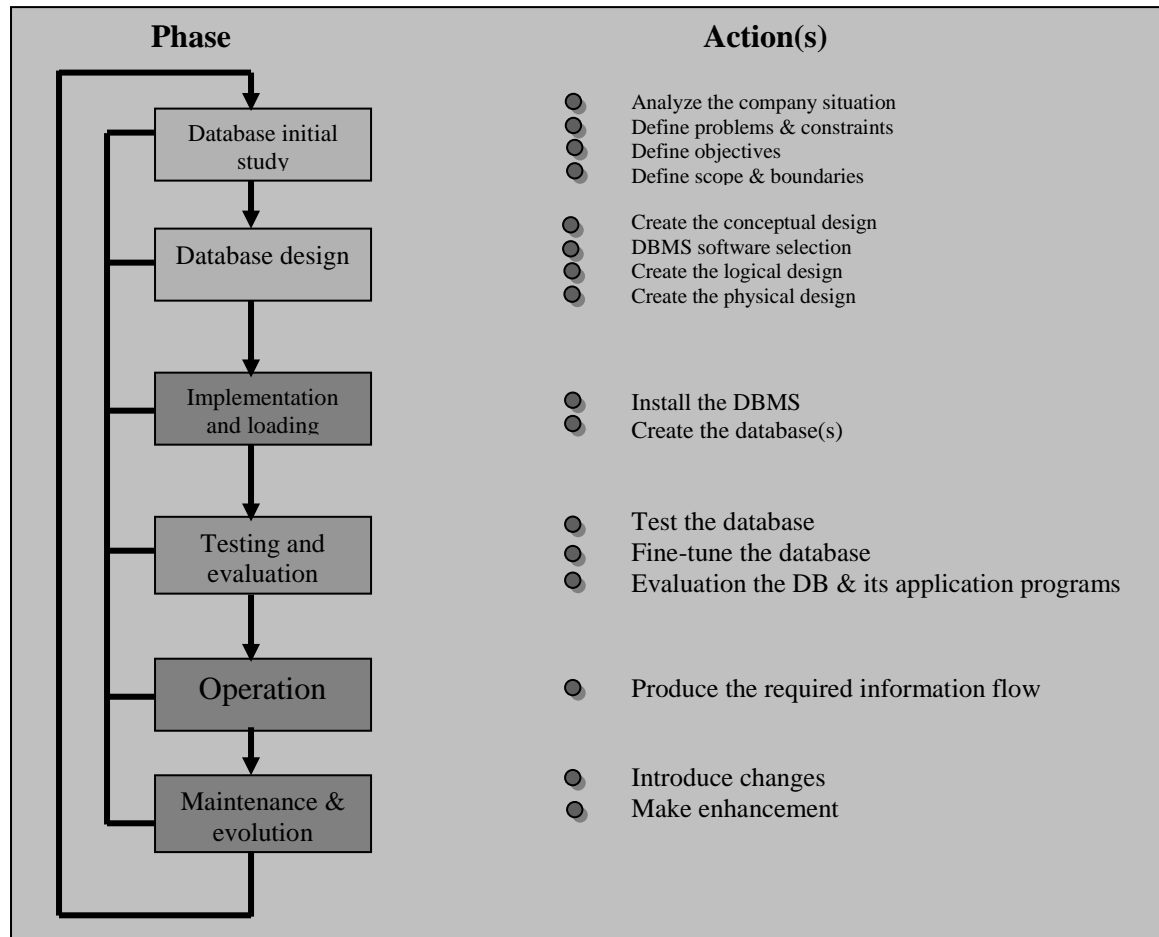 Phase
Action(s)
Database initial
study
Analyze the company situation
Define problems & constraints
Define objectives
Define scope & boundaries
Database design
Create the conceptual design
DBMS software selection
Create the logical design
Create the physical design
Implementation
and loading
Install the DBMS
Create the database(s)
Testing and
evaluation
Test the database
Fine-tune the database
Evaluation the DB & its application programs
Operation
Produce the required information flow
Maintenance &
evolution
Introduce changes
Make enhancement